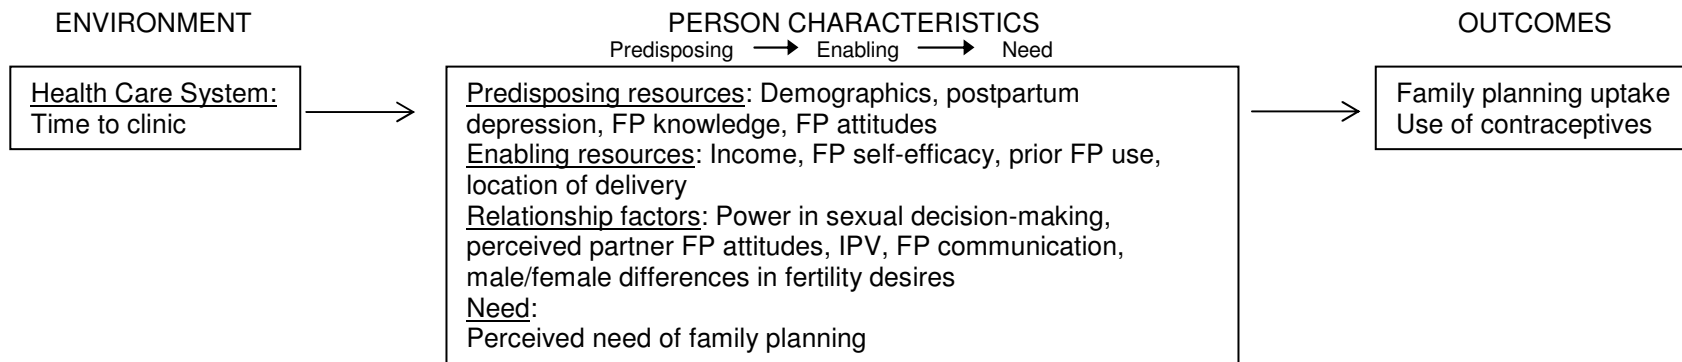 ENVIRONMENT
PERSON CHARACTERISTICS
OUTCOMES
Predisposing → Enabling → Need
Health Care System:
Time to clinic
Predisposing resources: Demographics, postpartum
depression, FP knowledge, FP attitudes
Enabling resources: Income, FP self-efficacy, prior FP use,
location of delivery
Relationship factors: Power in sexual decision-making,
perceived partner FP attitudes, IPV, FP communication,
male/female differences in fertility desires
Need:
Perceived need of family planning
Family planning uptake
Use of contraceptives